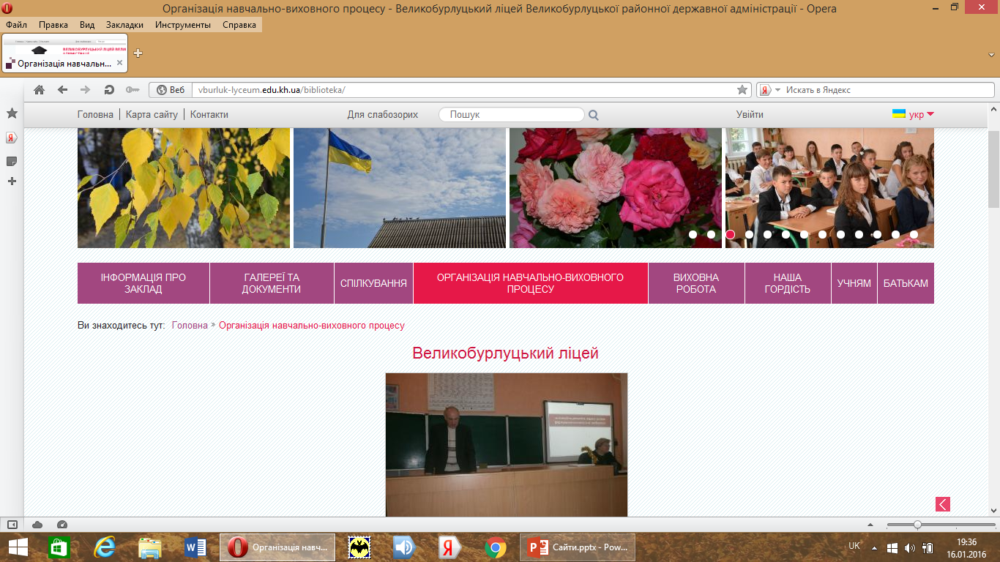 Організація навчально-виховного процесу - Великобурлуцький ліцей Великобурлуцької районної державної адміністрації - Opera
Файл Правка Вид Закладки Инструменты Справка
Організація навчальн...
Веб vburluk-lyceum.edu.kh.ua/biblioteka/ Искать в Яндекс
Головна Карта сайту Контакти Для слабозорих Пошук Увійти укр
ІНФОРМАЦІЯ ПРО ЗАКЛАД
ГАЛЕРЕЇ ТА ДОКУМЕНТИ
СПІЛКУВАННЯ
ОРГАНІЗАЦІЯ НАВЧАЛЬНО-ВИХОВНОГО ПРОЦЕСУ
ВИХОВНА РОБОТА
НАША ГОРДІСТЬ
УЧНЯМ
БАТЬКАМ
Ви знаходитесь тут: Головна » Організація навчально-виховного процесу
Великобурлуцький ліцей
Організація навч... Сайти.pptx - Pow... UK 19:36
16.01.2016